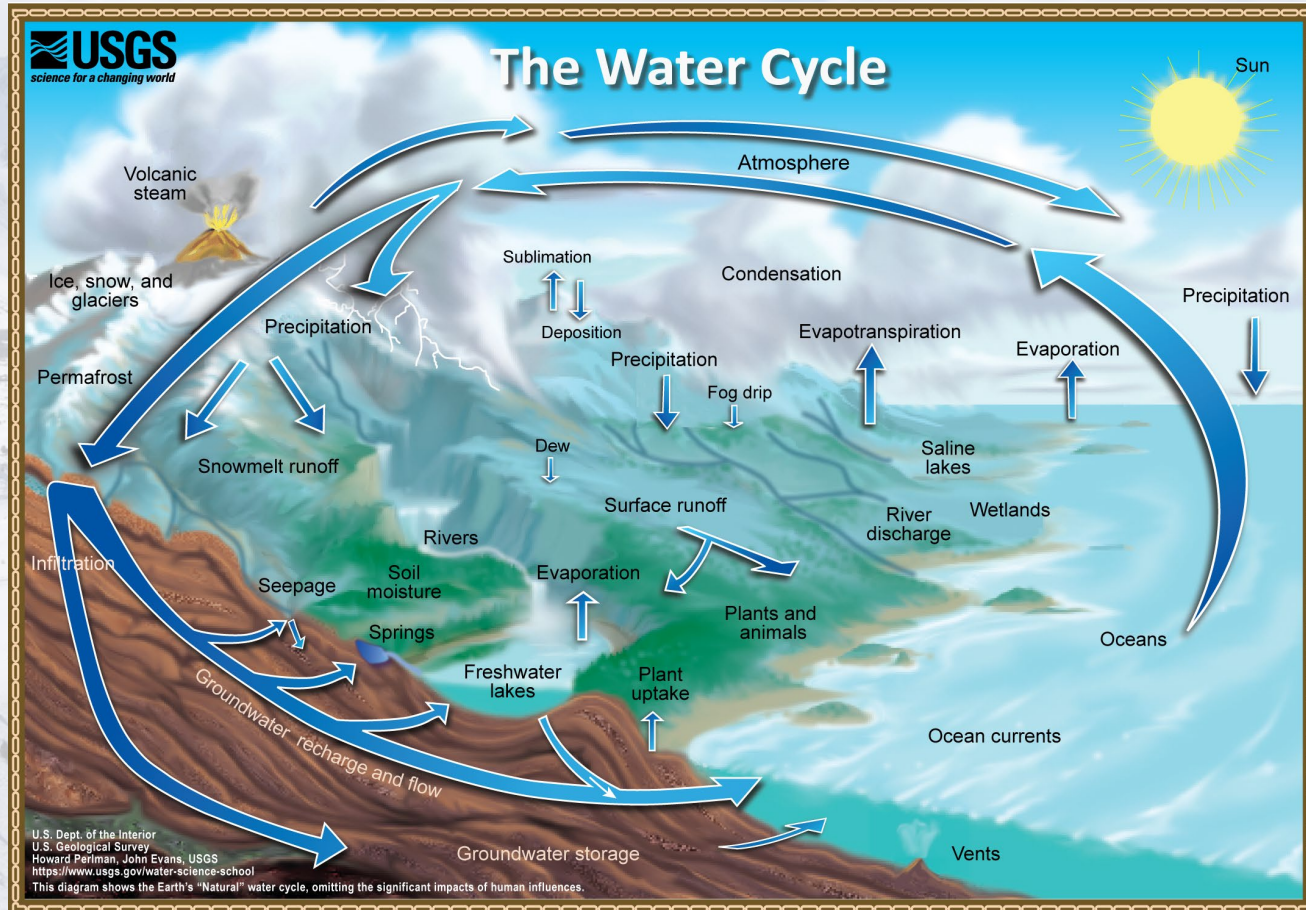 USGS
science for a changing world
The Water Cycle
Sun
Volcanic
steam
Atmosphere
Ice, snow, and
glaciers
Sublimation
Deposition
Condensation
Precipitation
Precipitation
Evapotranspiration
Evaporation
Precipitation
Permafrost
Fog drip
Snowmelt runoff
Dew
Saline
lakes
Surface runoff
River
discharge
Wetlands
Infiltration
Rivers
Seepage
Soil
moisture
Evaporation
Springs
Plants and
animals
Oceans
Freshwater
lakes
Plant
uptake
Groundwater recharge and flow
Ocean currents
Groundwater storage
Vents
U.S. Dept. of the Interior
U.S. Geological Survey
Howard Perlman, John Evans, USGS
https://www.usgs.gov/water-science-school
This diagram shows the Earth's “Natural” water cycle, omitting the significant impacts of human influences.